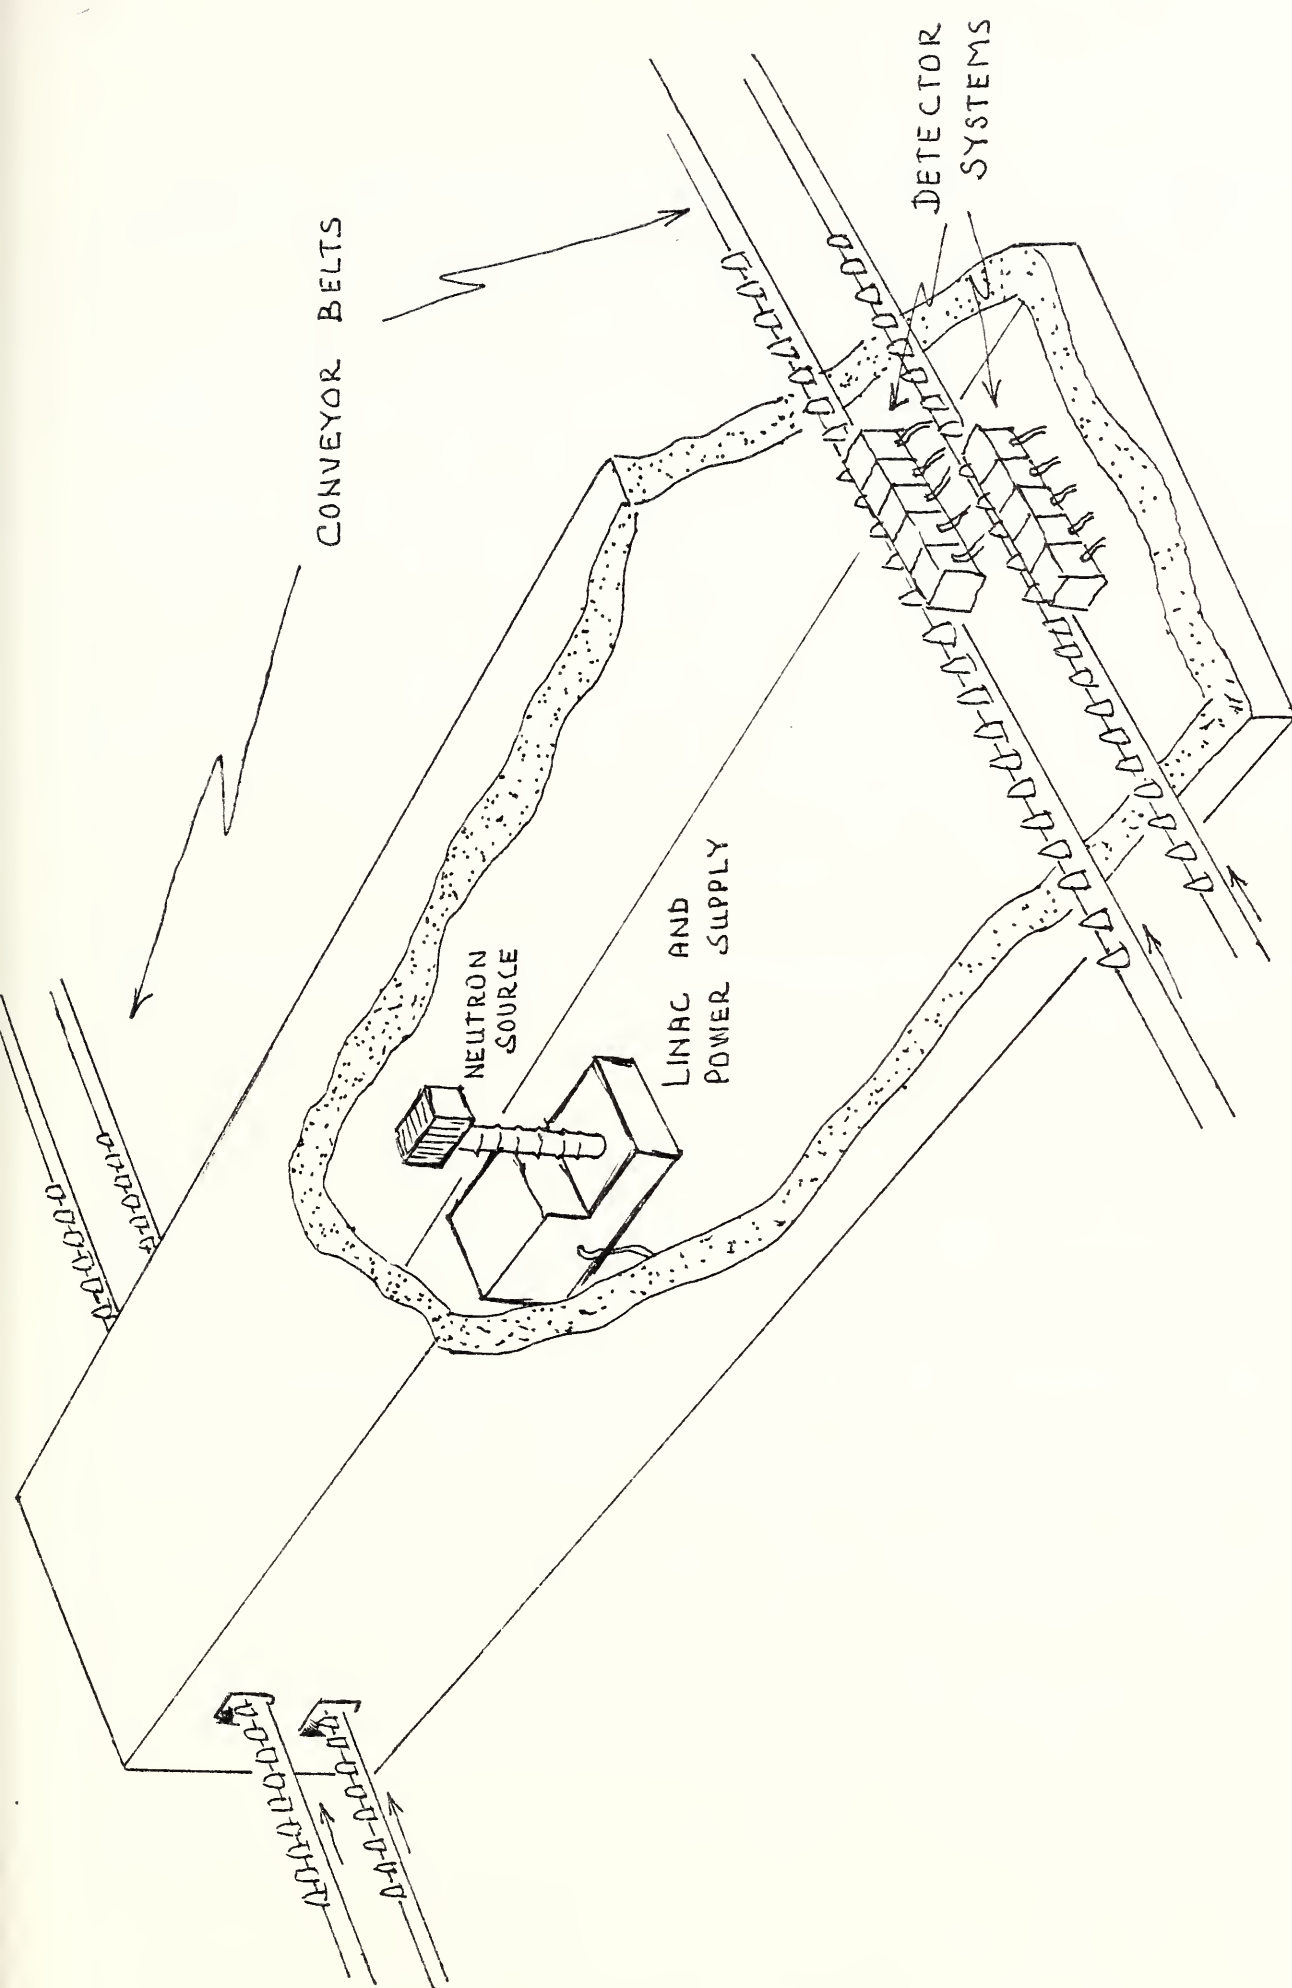 CONVEYOR BELTS
DETECTOR
SYSTEMS
NEUTRON
SOURCE
LINAC AND
POWER SUPPLY